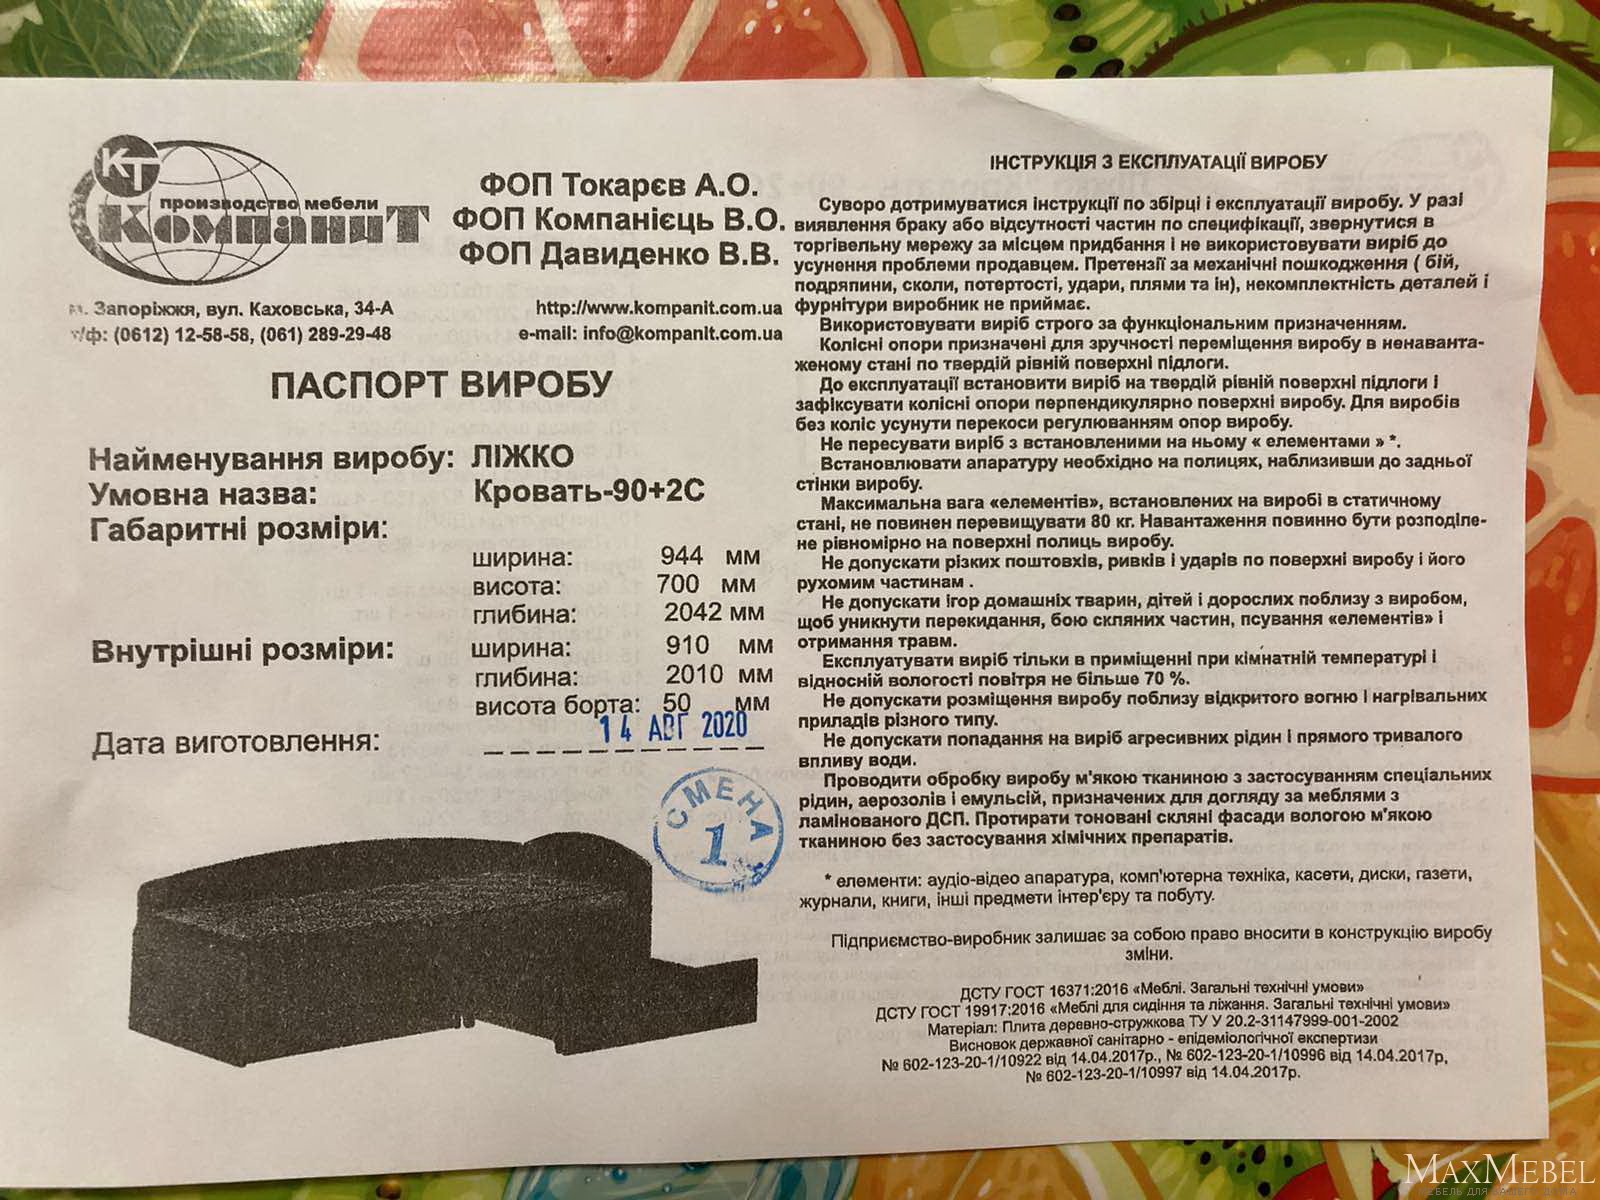 КТ
производство мебели
КомпаниТ
ФОП Токарєв А.О.
ФОП Компанієць В.О.
ФОП Давиденко В.В.
Запоріжжя, вул. Каховська, 34-А
http://www.kompanit.com.ua
т/ф: (0612) 12-58-58, (061) 289-29-48
e-mail: info@kompanit.com.ua
ПАСПОРТ ВИРОБУ
Найменування виробу: ЛІЖКО
Умовна назва: Кровать-90+2С
Габаритні розміри:
ширина: 944 мм
висота: 700 мм
глибина: 2042 мм
Внутрішні розміри: ширина: 910 мм
глибина: 2010 мм
висота борта: 50 мм
14 АВГ 2020
Дата виготовлення:
СМЕНА
1
ІНСТРУКЦІЯ З ЕКСПЛУАТАЦІЇ ВИРОБУ
Суворо дотримуватися інструкції по збірці і експлуатації виробу. У разі
виявлення браку або відсутності частин по специфікації, звернутися в
торгівельну мережу за місцем придбання і не використовувати виріб до
усунення проблеми продавцем. Претензії за механічні пошкодження ( бій,
подряпини, сколи, потертості, удари, плями та ін), некомплектність деталей і
фурнітури виробник не приймає.
Використовувати виріб строго за функціональним призначенням.
Колісні опори призначені для зручності переміщення виробу в ненаванта-
женому стані по твердій рівній поверхні підлоги.
До експлуатації встановити виріб на твердій рівній поверхні підлоги і
зафіксувати колісні опори перпендикулярно поверхні виробу. Для виробів
без коліс усунути перекоси регулюванням опор виробу.
Не пересувати виріб з встановленими на ньому « елементами » *.
Встановлювати апаратуру необхідно на полицях, наблизивши до задньої
стінки виробу.
Максимальна вага «елементів», встановлених на виробі в статичному
стані, не повинен перевищувати 80 кг. Навантаження повинно бути розподіле-
не рівномірно на поверхні полиць виробу.
Не допускати різких поштовхів, ривків і ударів по поверхні виробу і його
рухомим частинам .
Не допускати ігор домашніх тварин, дітей і дорослих поблизу з виробом,
щоб уникнути перекидання, бою скляних частин, псування «елементів» і
отримання травм.
Експлуатувати виріб тільки в приміщенні при кімнатній температурі і
відносній вологості повітря не більше 70 %.
Не допускати розміщення виробу поблизу відкритого вогню і нагрівальних
приладів різного типу.
Не допускати попадання на виріб агресивних рідин і прямого тривалого
впливу води.
Проводити обробку виробу м'якою тканиною з застосуванням спеціальних
рідин, аерозолів і емульсій, призначених для догляду за меблями з
ламінованого ДСП. Протирати тоновані скляні фасади вологою м'якою
тканиною без застосування хімічних препаратів.
* елементи: аудіо-відео апаратура, комп'ютерна техніка, касети, диски, газети,
журнали, книги, інші предмети інтер'єру та побуту.
Підприємство-виробник залишає за собою право вносити в конструкцію виробу
зміни.
ДСТУ ГОСТ 16371:2016 «Меблі. Загальні технічні умови»
ДСТУ ГОСТ 19917:2016 «Меблі для сидіння та ліжання. Загальні технічні умови»
Матеріал: Плита деревно-стружкова ТУ У 20.2-31147999-001-2002
Висновок державної санітарно - епідеміологічної експертизи
№ 602-123-20-1/10922 від 14.04.2017р., № 602-123-20-1/10996 від 14.04.2017р,
№ 602-123-20-1/10997 від 14.04.2017р.
MAXMEBEL